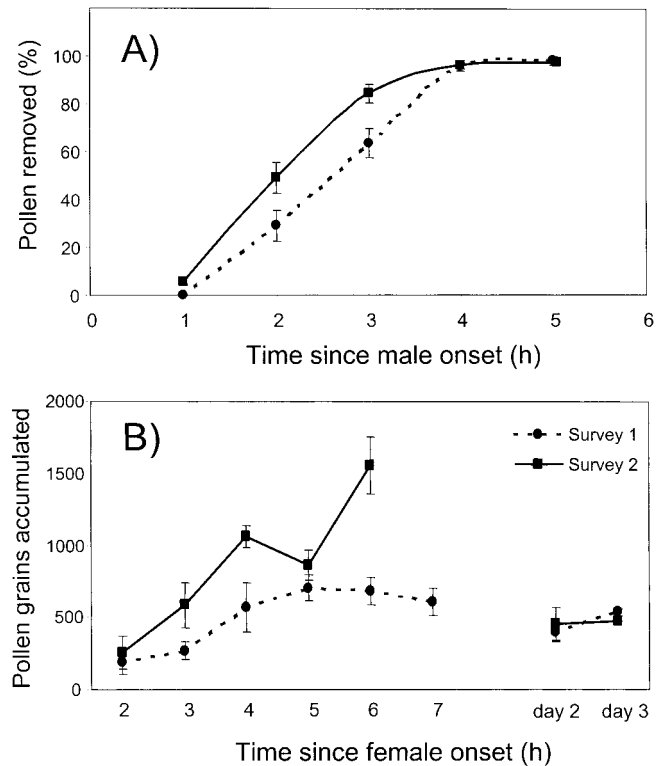 A)
Pollen removed (%)
100
80
60
40
20
0
0 1 2 3 4 5 6
Time since male onset (h)
B)
Pollen grains accumulated
2000
1500
1000
500
0
Survey 1
Survey 2
2 3 4 5 6 7 day 2 day 3
Time since female onset (h)